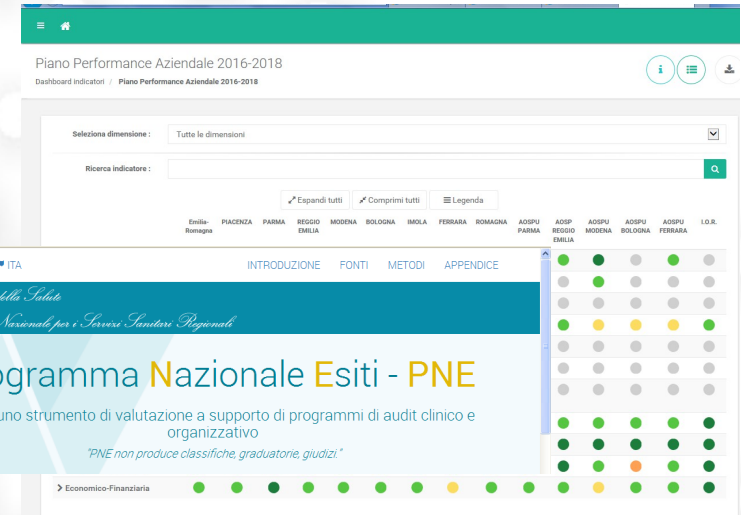 Piano Performance Aziendale 2016-2018
Dashboard indicatori / Piano Performance Aziendale 2016-2018
Seleziona dimensione :
Tutte le dimensioni
Ricerca indicatore :
Espandi tutti
Comprimi tutti
Legenda
Emilia-Romagna
PIACENZA
PARMA
REGGIO EMILIA
MODENA
BOLOGNA
IMOLA
FERRARA
ROMAGNA
AOSPU PARMA
AOSP REGGIO EMILIA
AOSPU MODENA
AOSPU BOLOGNA
AOSPU FERRARA
I.O.R.
ITA
INTRODUZIONE FONTI METODI APPENDICE
della Salute
Nazionale per i Servizi Sanitari Regionali
ogramma Nazionale Esiti - PNE
uno strumento di valutazione a supporto di programmi di audit clinico e
organizzativo
"PNE non produce classifiche, graduatorie, giudizi."
Economico-Finanziaria